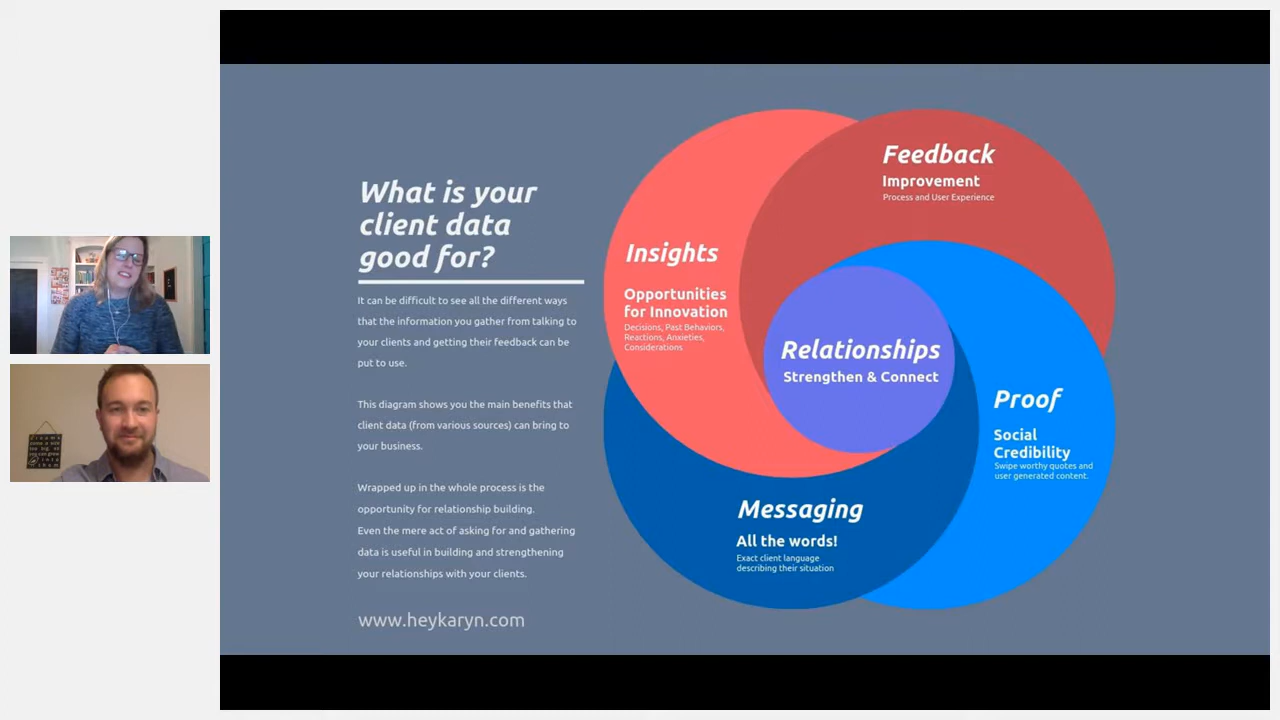 What is your
client data
good for?
It can be difficult to see all the different ways
that the information you gather from talking to
your clients and getting their feedback can be
put to use.
This diagram shows you the main benefits that
client data (from various sources) can bring to
your business.
Wrapped up in the whole process is the
opportunity for relationship building.
Even the mere act of asking for and gathering
data is useful in building and strengthening
your relationships with your clients.
www.heykaryn.com
Feedback
Improvement
Process and User Experience
Insights
Opportunities
for Innovation
Decisions, Past Behaviors,
Reactions, Anxieties,
Considerations
Relationships
Strengthen & Connect
Proof
Social
Credibility
Swipe worthy quotes and
user generated content.
Messaging
All the words!
Exact client language
describing their situation